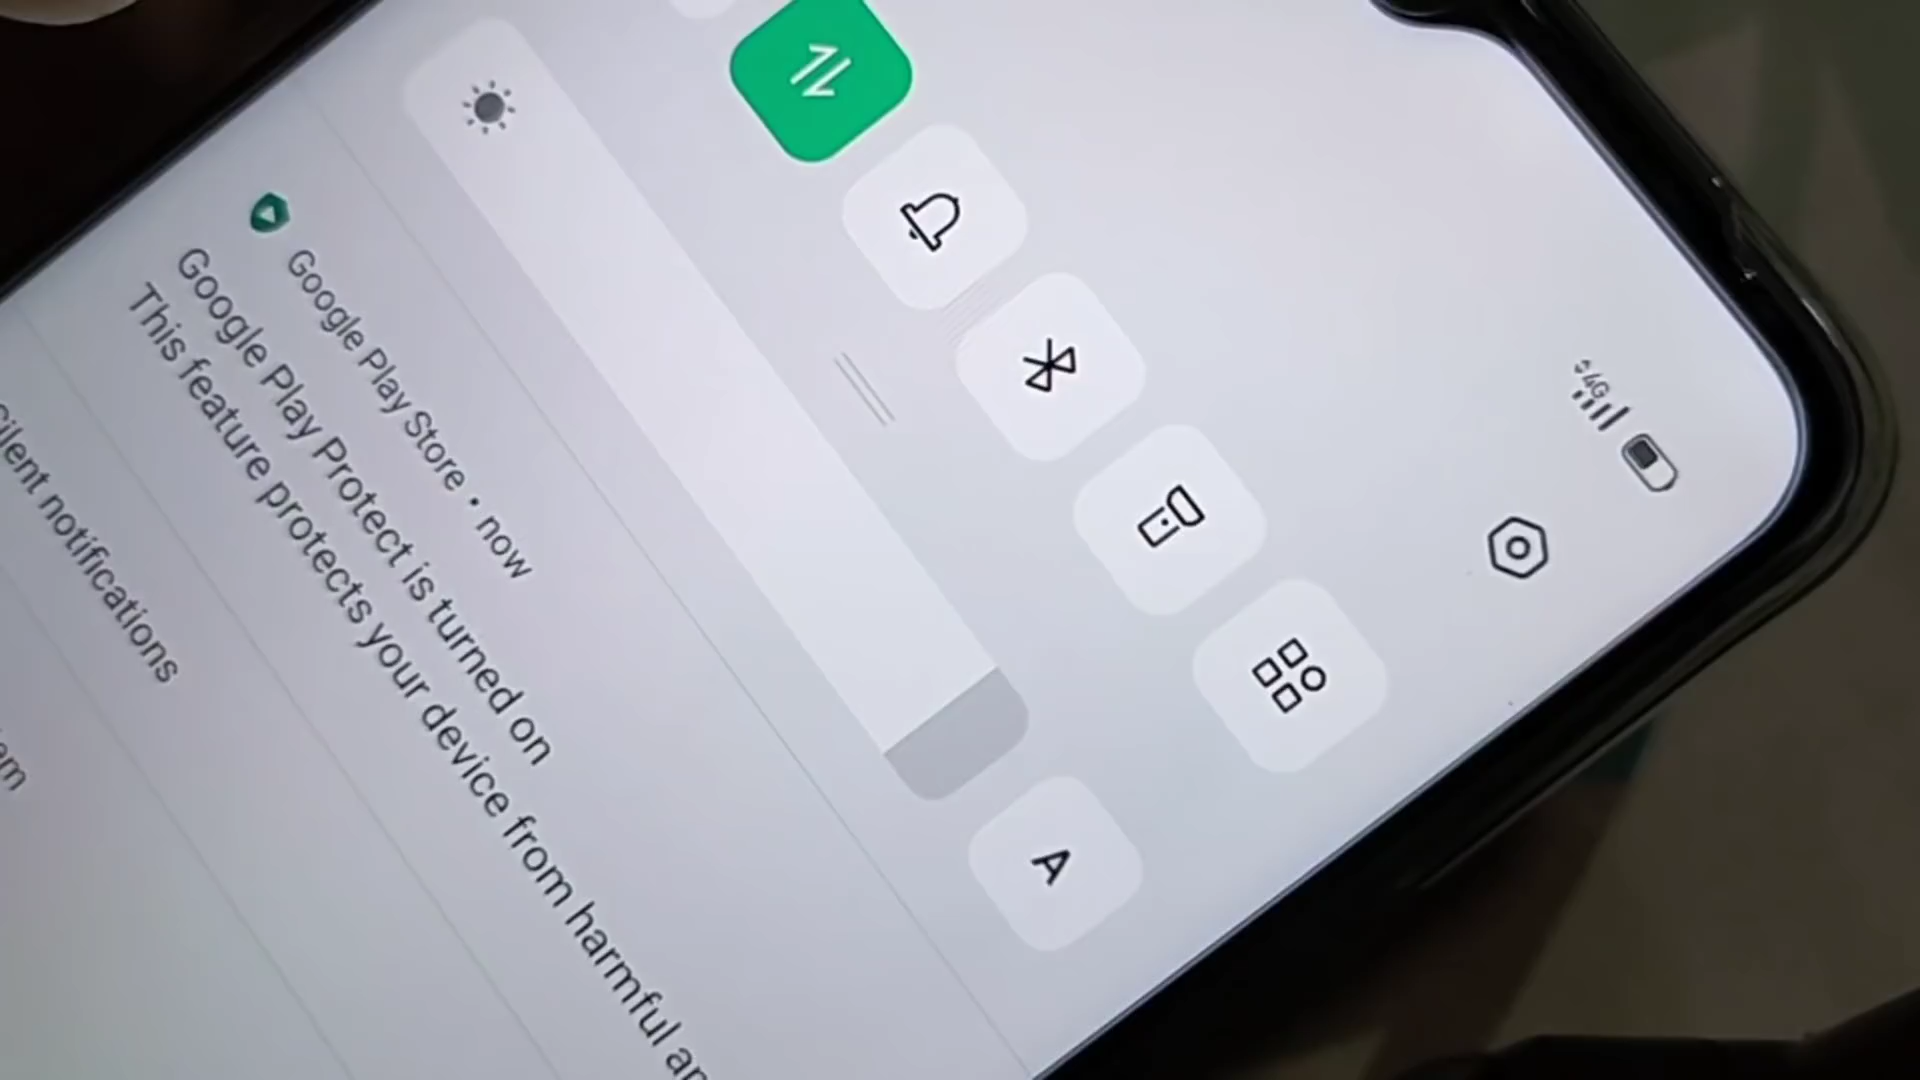 4G
A
Google Play Store • now
Google Play Protect is turned on
This feature protects your device from harmful
Silent notifications